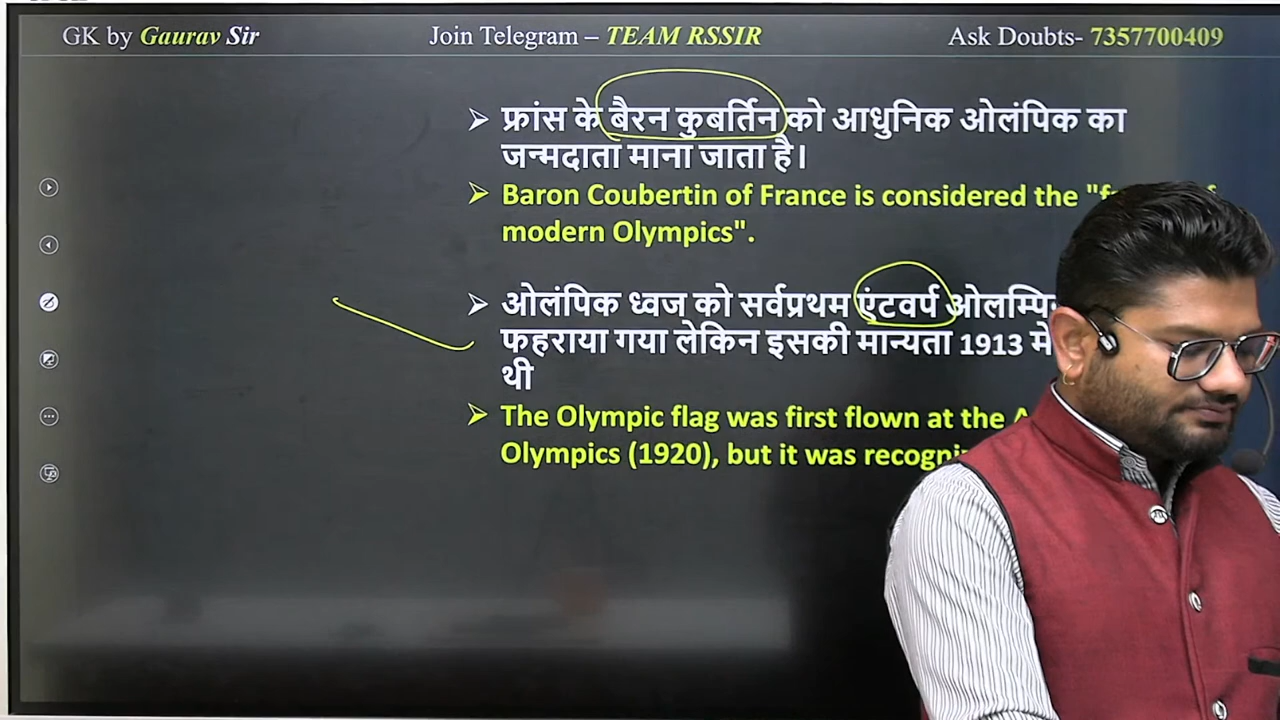 GK by Gaurav Sir
Join Telegram – TEAM RSSIR
Ask Doubts- 7357700409
➢ फ्रांस के बैरन कुबर्तिन को आधुनिक ओलंपिक का
जन्मदाता माना जाता है।
➢ Baron Coubertin of France is considered the
modern Olympics".
➢ ओलंपिक ध्वज को सर्वप्रथम एंटवर्प
फहराया गया लेकिन इसकी मान्यता 1913 मे
थी
➢ The Olympic flag was first flown at the
Olympics (1920), but it was